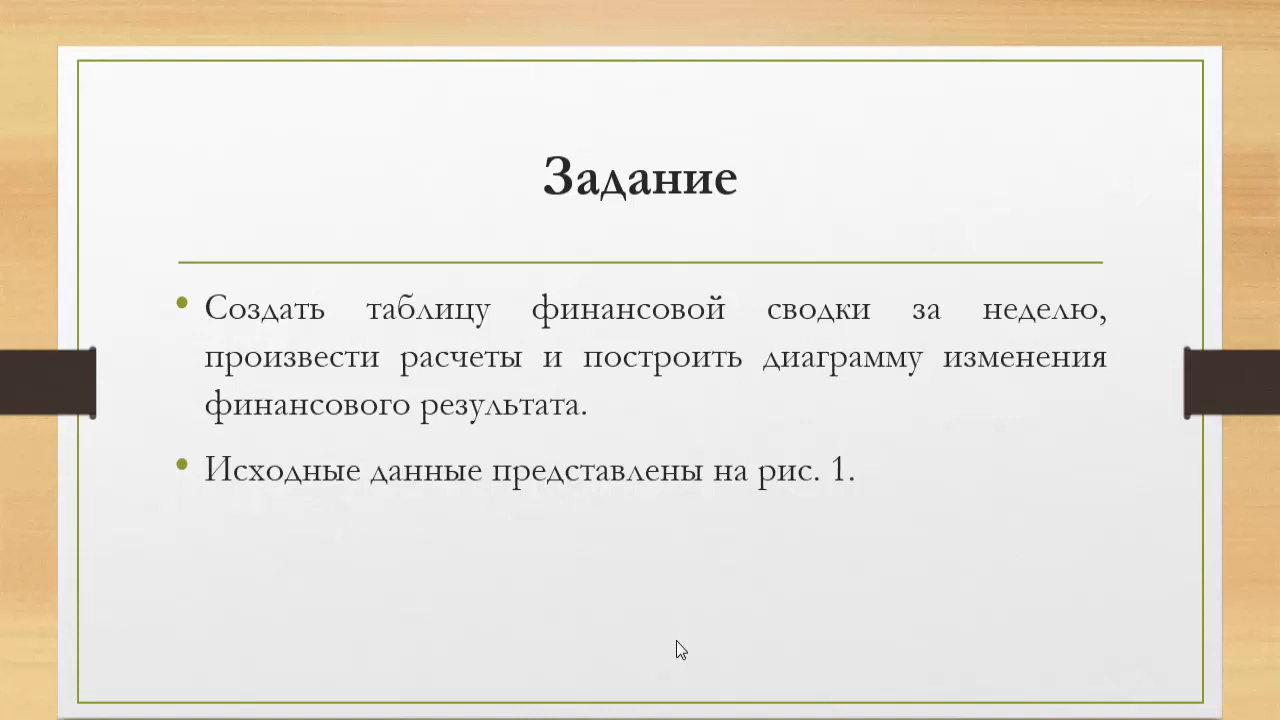 Задание
• Создать таблицу финансовой сводки за неделю,
произвести расчеты и построить диаграмму изменения
финансового результата.
• Исходные данные представлены на рис. 1.